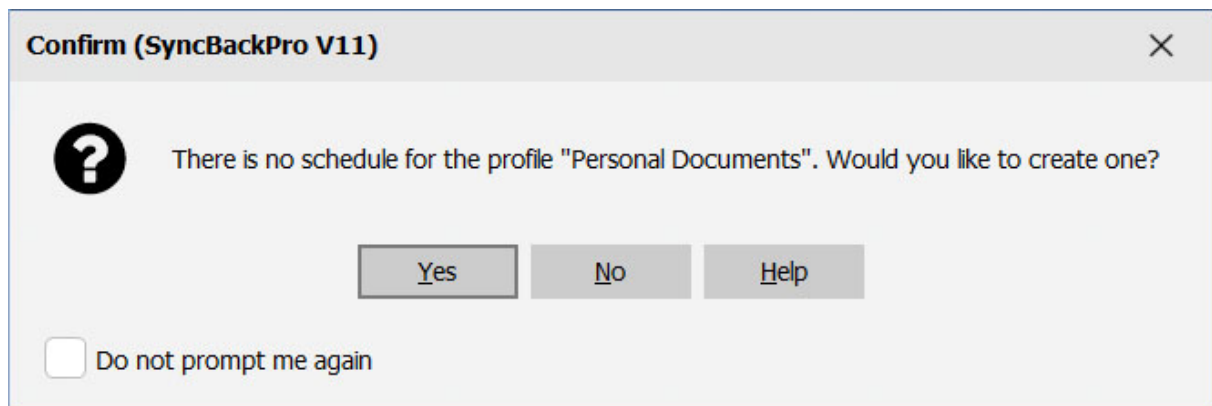 Confirm (SyncBackPro V11)
There is no schedule for the profile "Personal Documents". Would you like to create one?
Yes
No
Help
Do not prompt me again